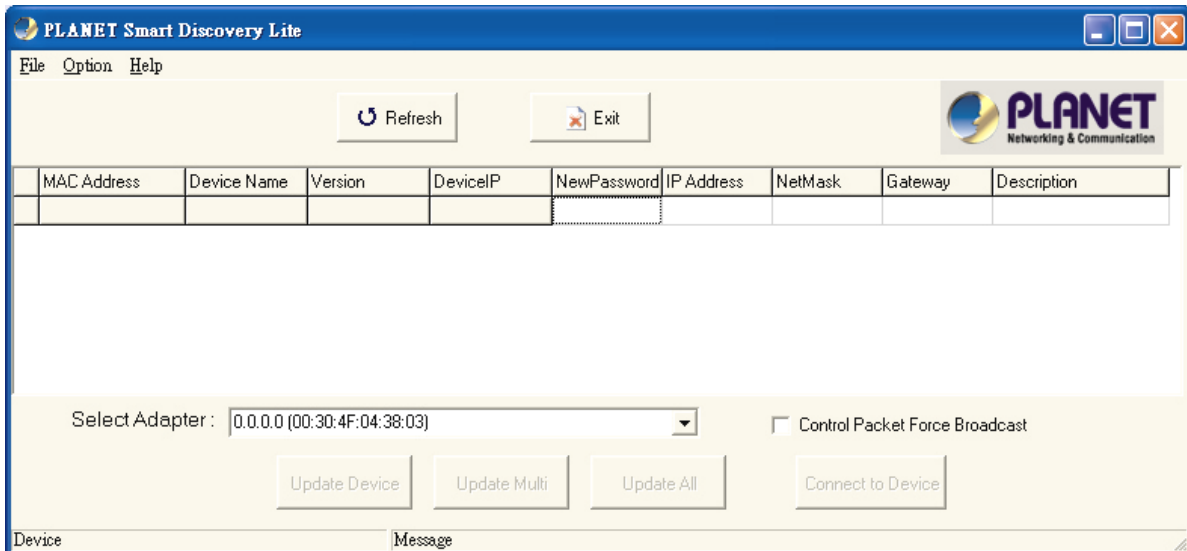 PLANET Smart Discovery Lite
File Option Help
Refresh Exit
PLANET
Networking & Communication
MAC Address Device Name Version DeviceIP NewPassword IP Address NetMask Gateway Description
Select Adapter : 0.0.0.0 (00:30:4F:04:38:03) Control Packet Force Broadcast
Update Device Update Multi Update All Connect to Device
Device Message